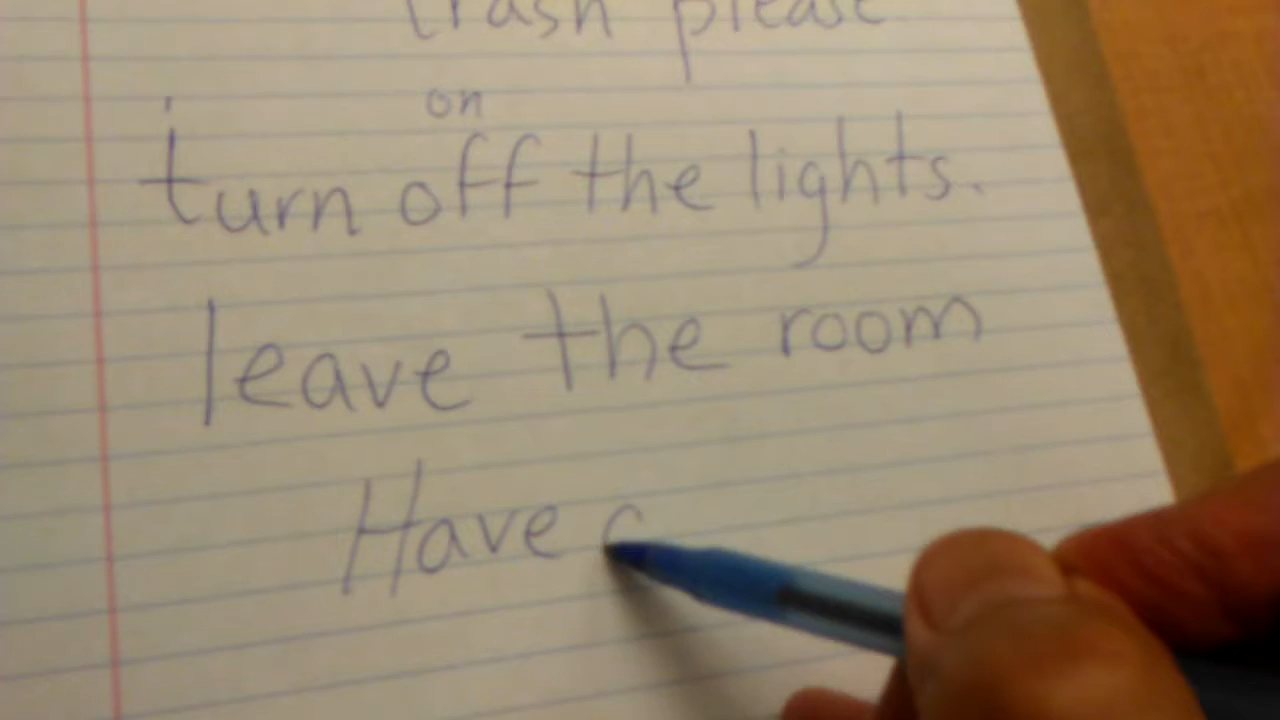 trash please
on
turn off the lights.
leave the room
Have